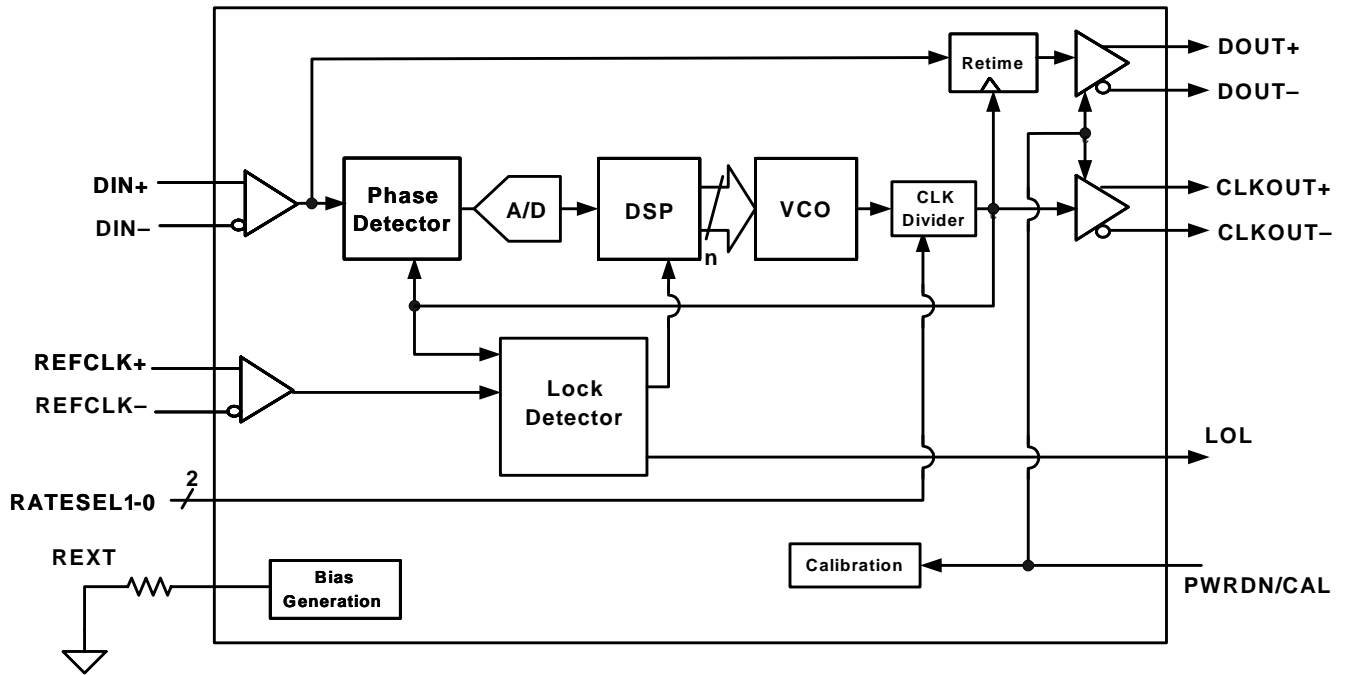 DOUT+
Retime
DOUT–
DIN+
Phase
Detector
A/D
DSP
VCO
CLK
Divider
CLKOUT+
DIN–
CLKOUT–
n
REFCLK+
REFCLK–
Lock
Detector
LOL
2
RATESEL1-0
REXT
Bias
Generation
Calibration
PWRDN/CAL